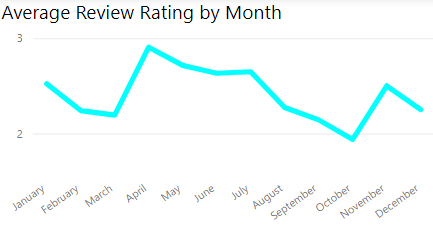 Average Review Rating by Month
3
2
January
February
March
April
May
June
July
August
September
October
November
December